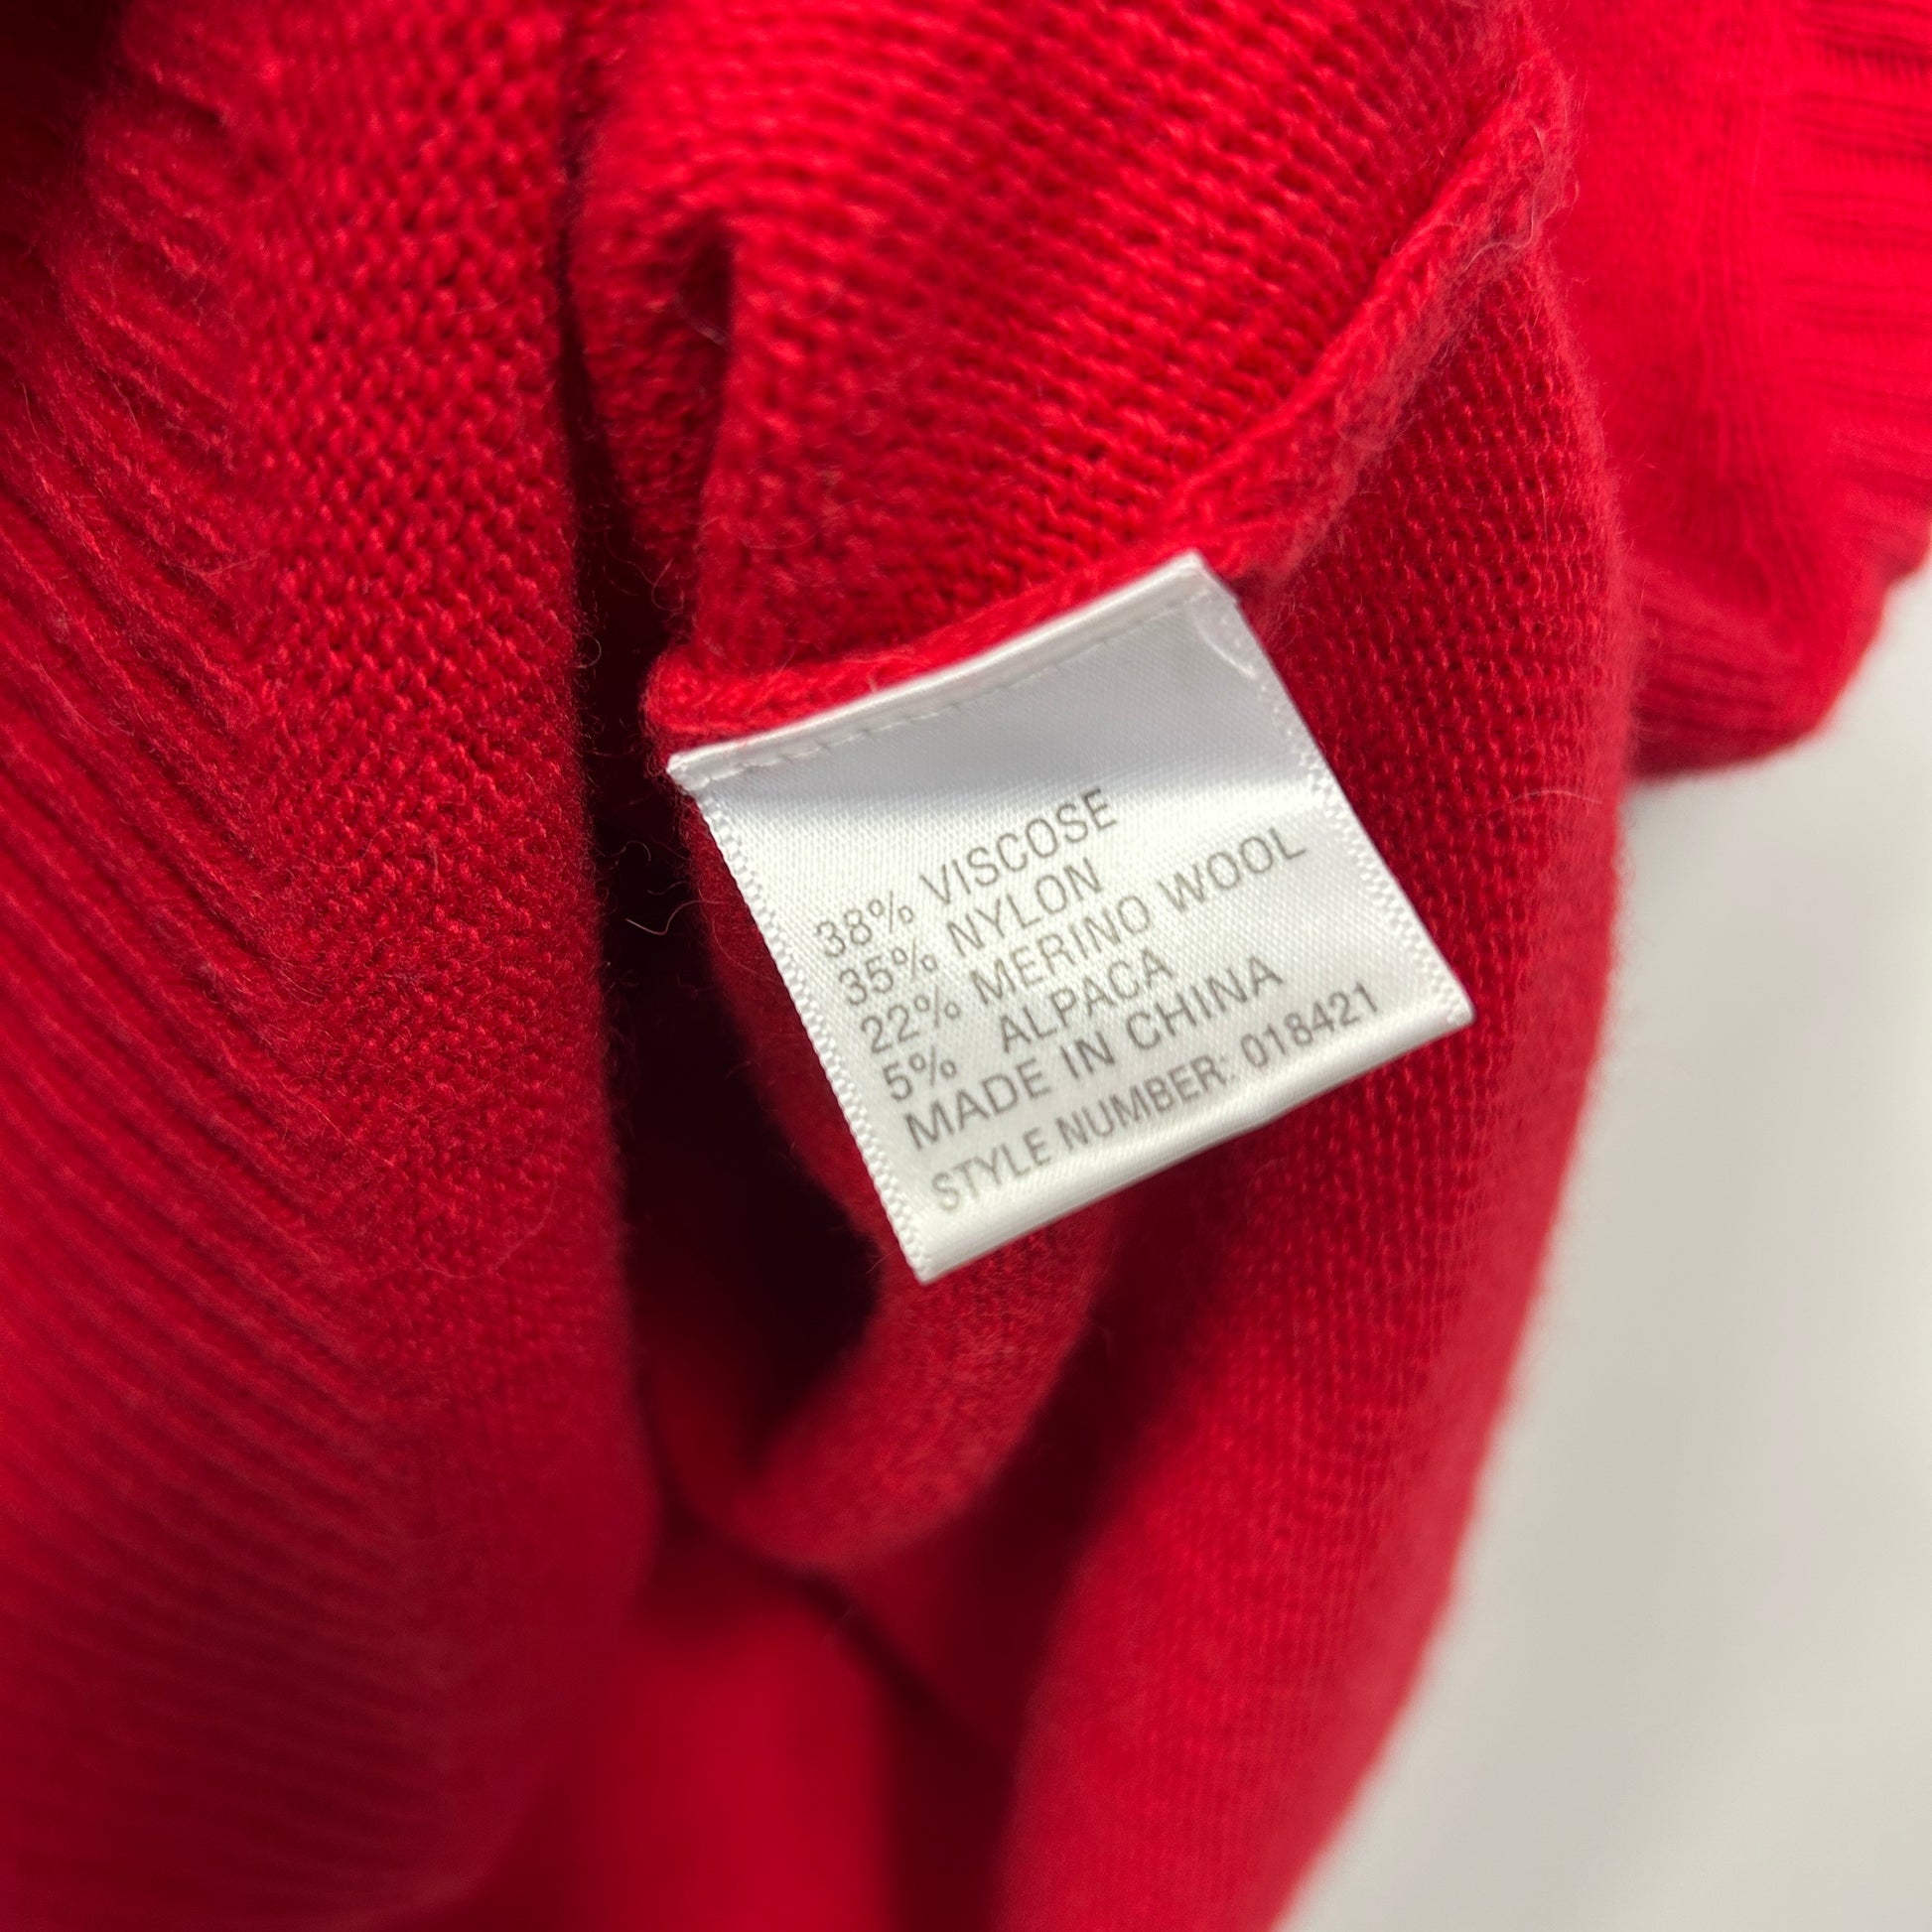 38% VISCOSE
35% NYLON
22% MERINO WOOL
5% ALPACA
MADE IN CHINA
STYLE NUMBER: 018421